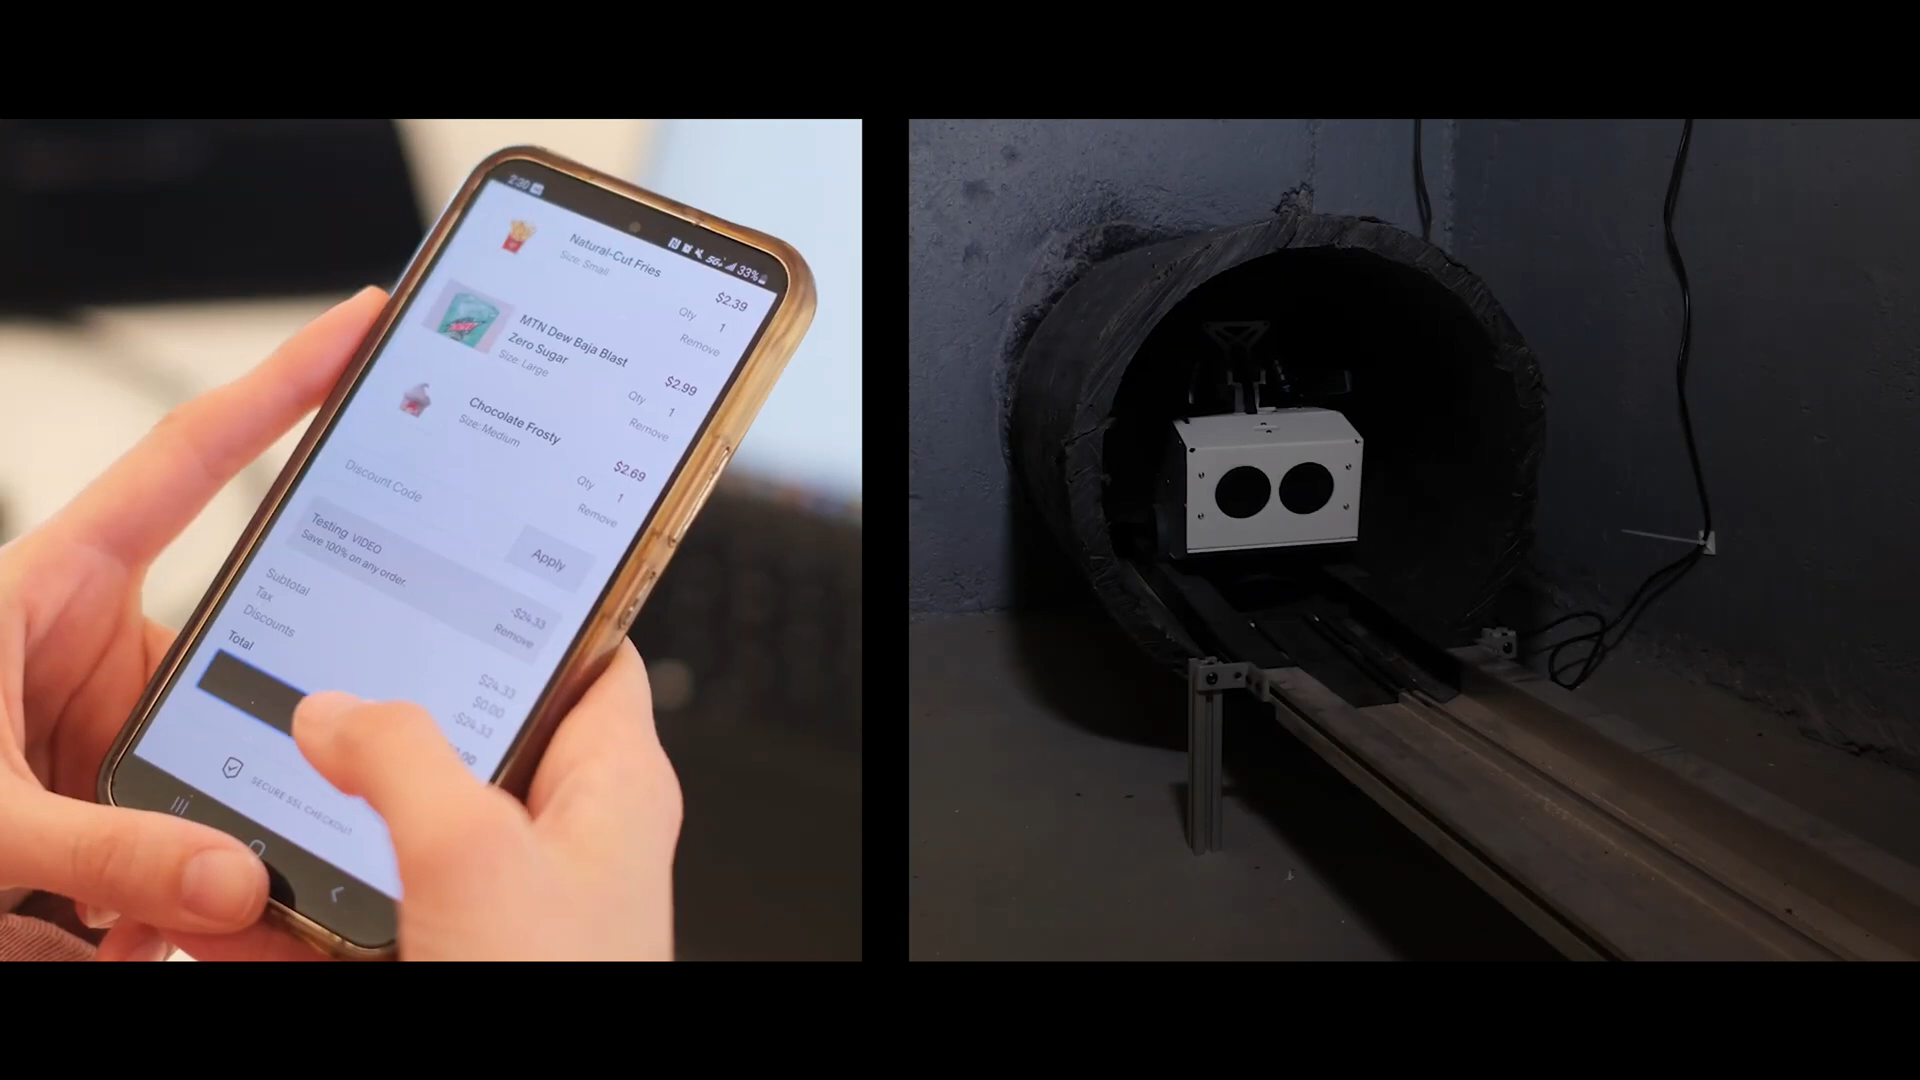 2:30
5G+ 33%
Natural-Cut Fries
Size: Small
$2.39
Qty 1
Remove
MTN Dew Baja Blast
Zero Sugar
Size: Large
$2.99
Qty 1
Remove
Chocolate Frosty
Size: Medium
$2.69
Qty 1
Remove
Discount Code
Apply
Testing VIDEO
Save 100% on any order.
-$24.33
Remove
Subtotal
$24.33
Tax
$0.00
Discounts
-$24.33
Total
SECURE SSL CHECKOUT